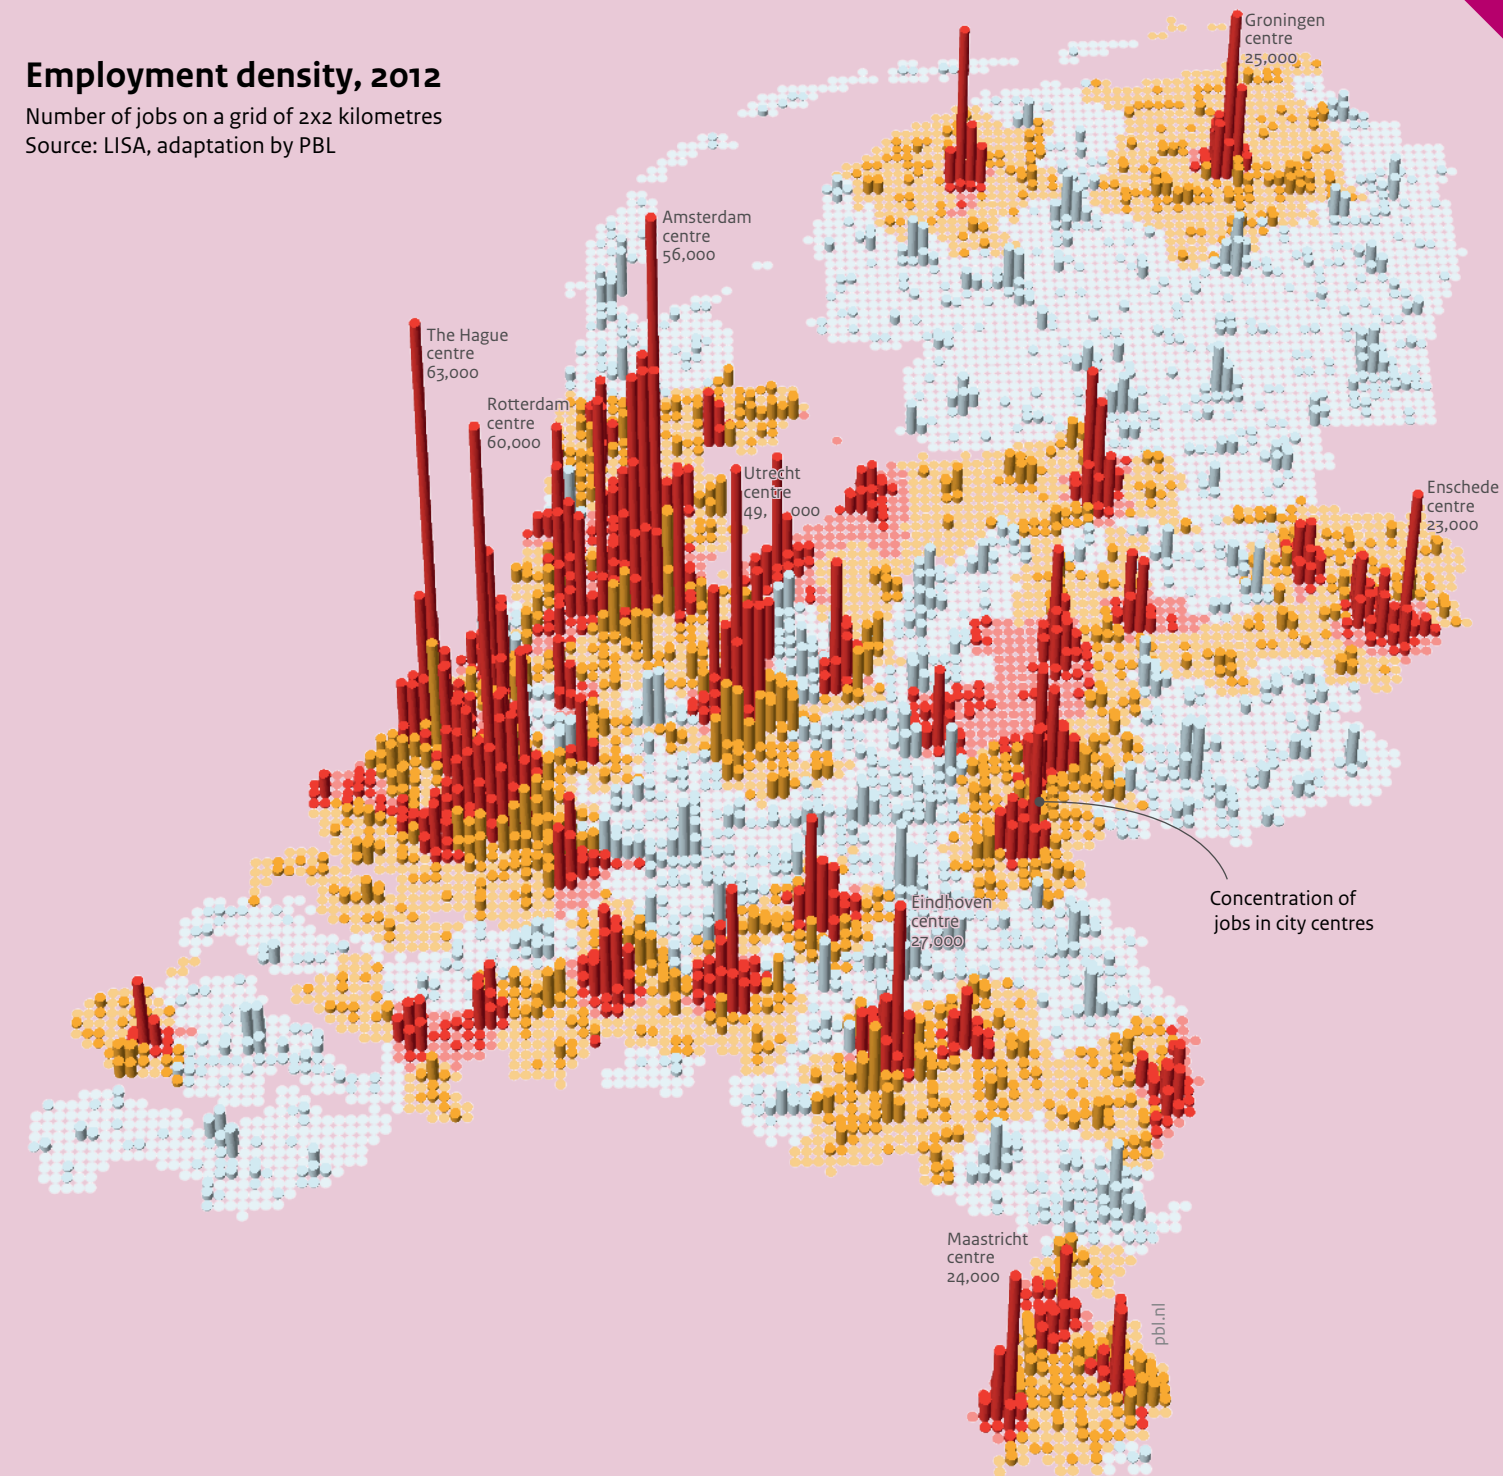 Employment density, 2012
Number of jobs on a grid of 2x2 kilometres
Source: LISA, adaptation by PBL
Groningen
centre
25,000
Amsterdam
centre
56,000
The Hague
centre
63,000
Rotterdam
centre
60,000
Utrecht
centre
49,000
Enschede
centre
23,000
Concentration of
jobs in city centres
Eindhoven
centre
27,000
Maastricht
centre
24,000
pbl.nl